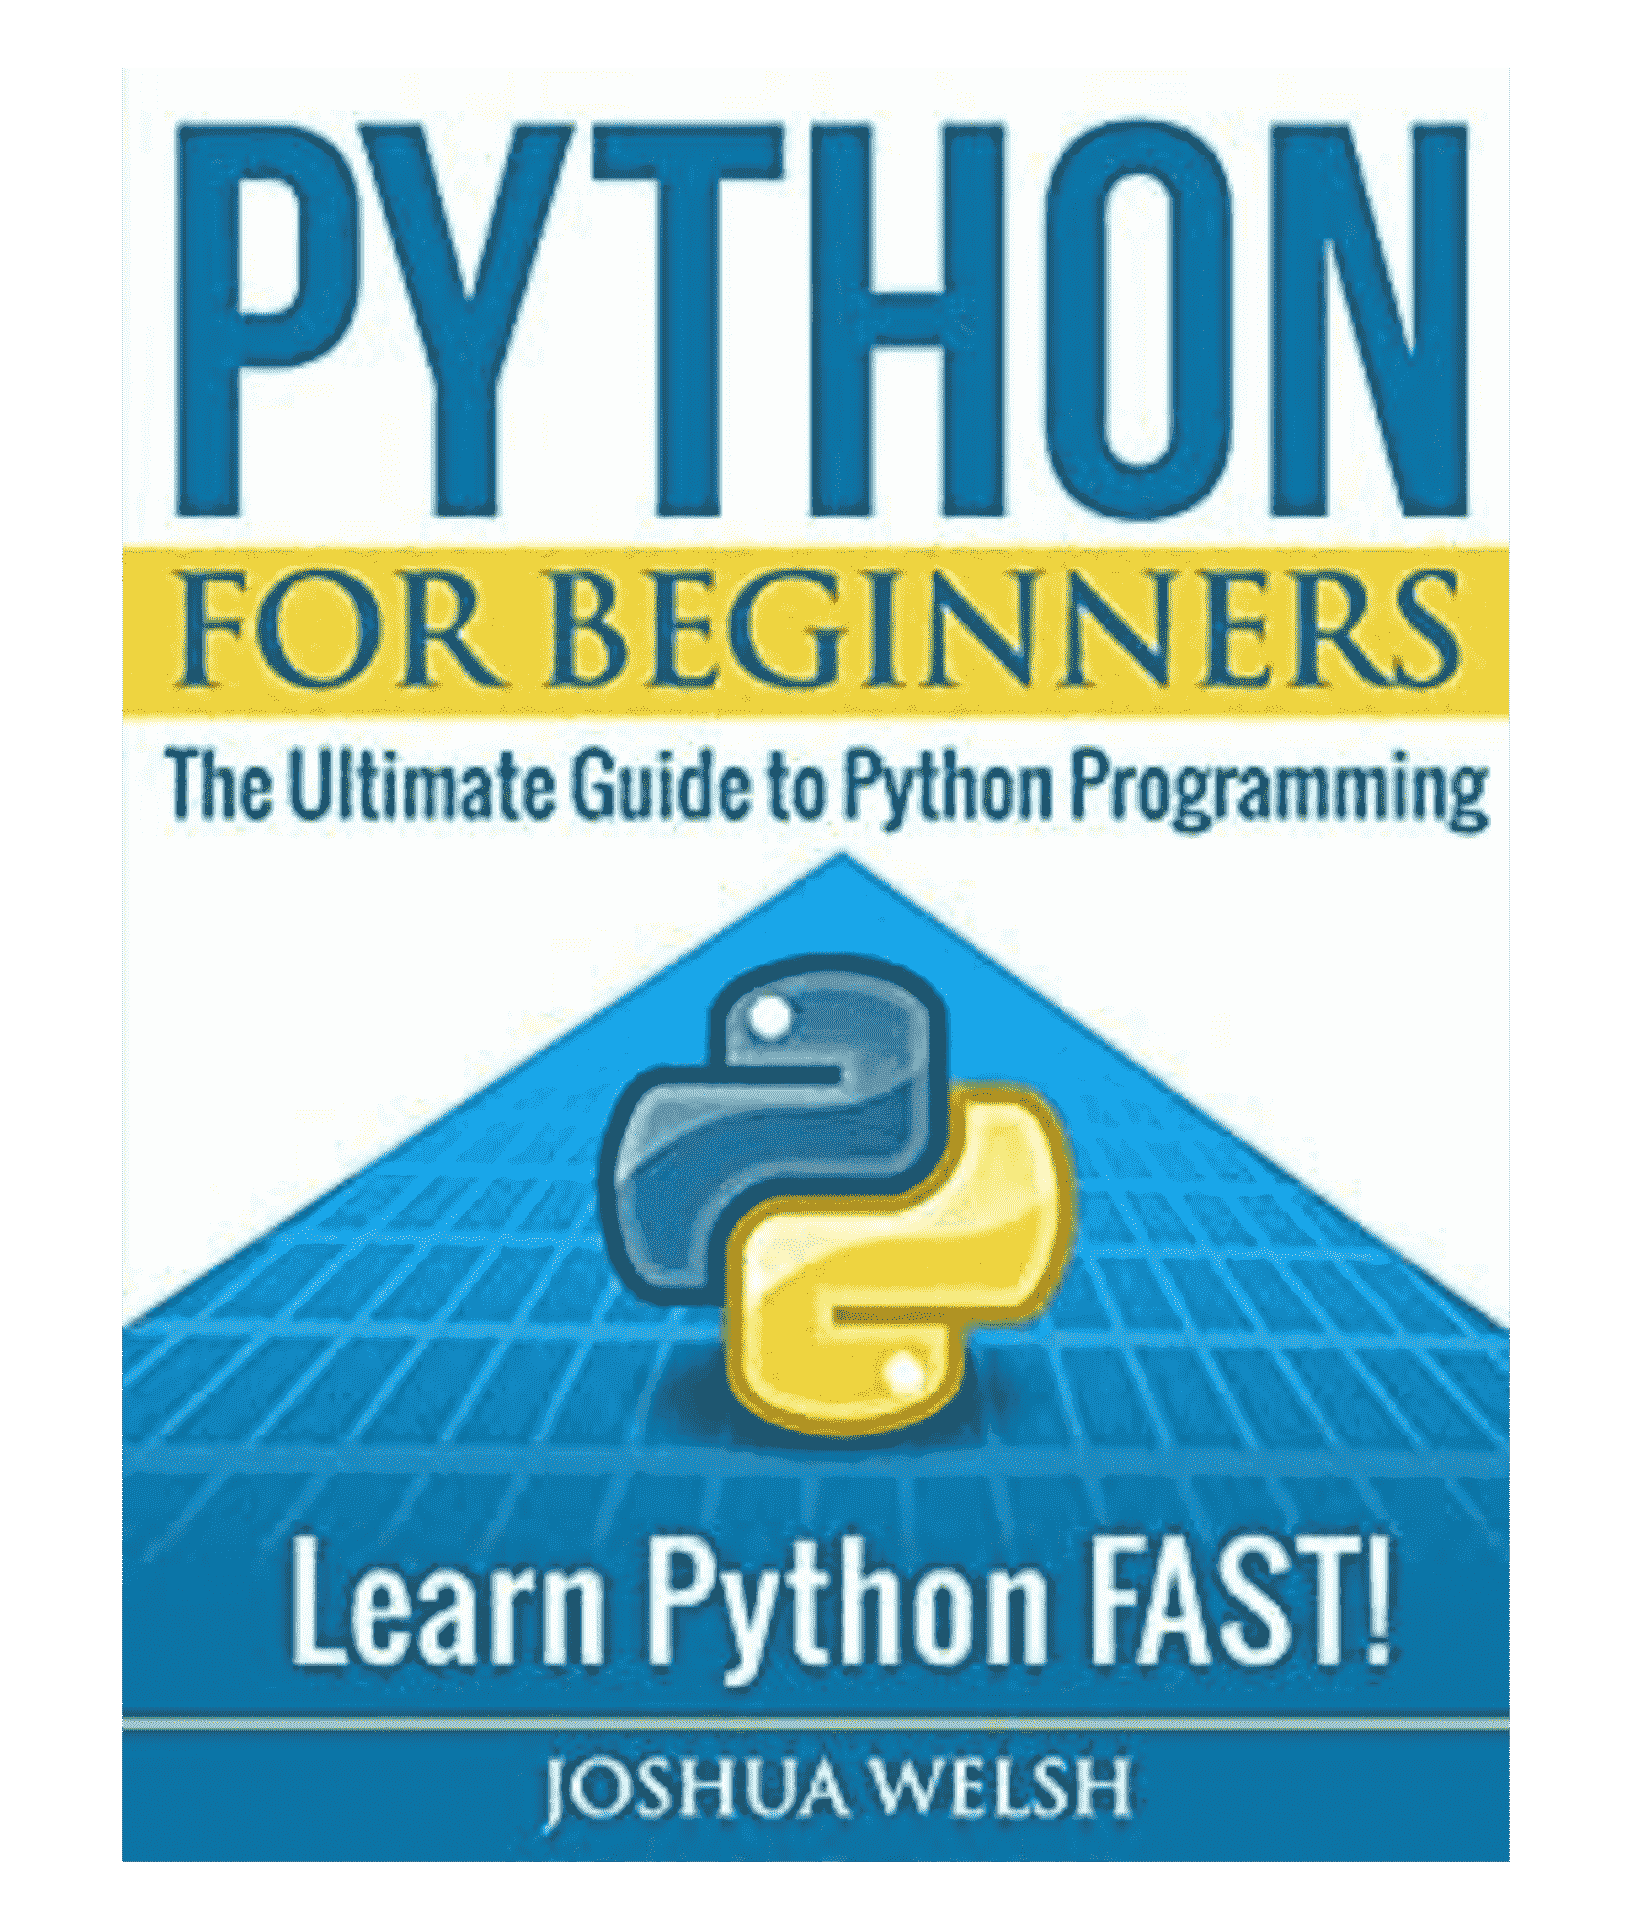 PYTHON
FOR BEGINNERS
The Ultimate Guide to Python Programming
Learn Python FAST!
JOSHUA WELSH